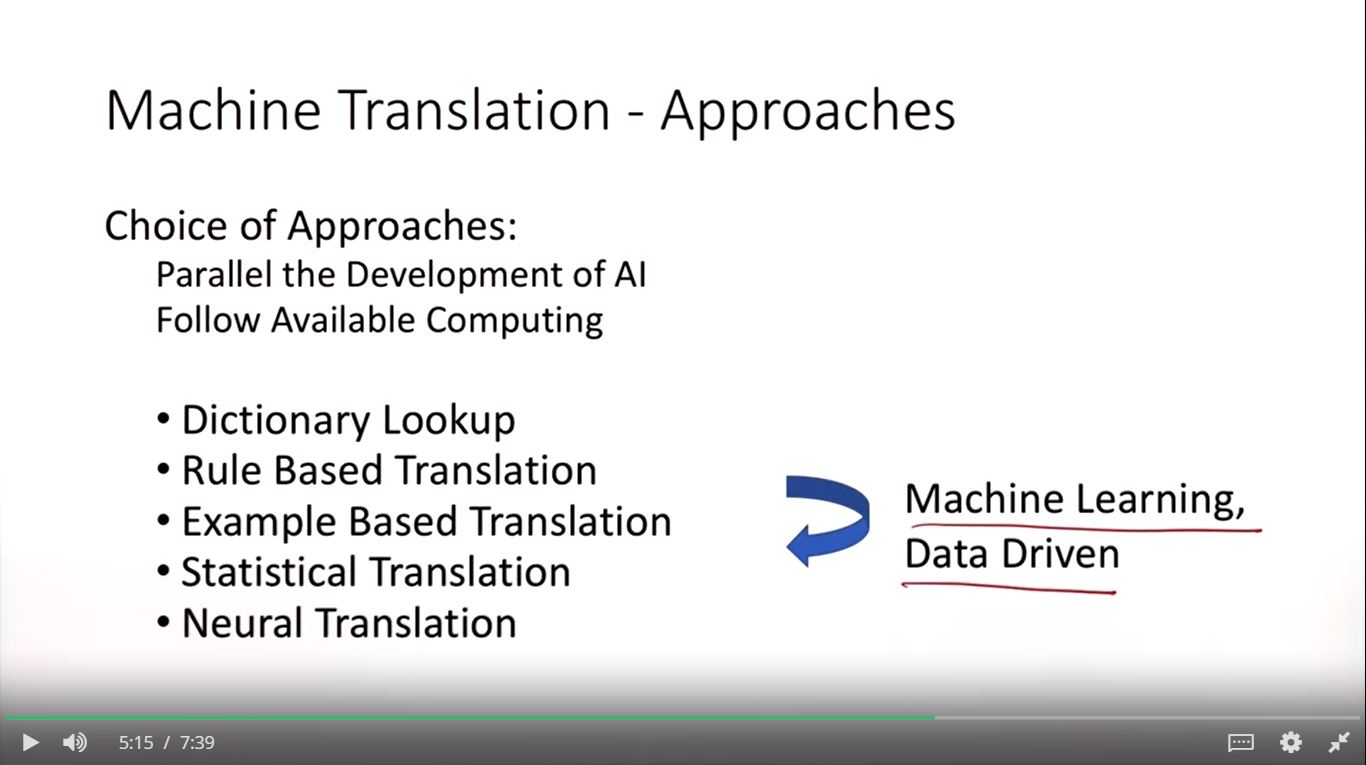 Machine Translation - Approaches
Choice of Approaches:
Parallel the Development of AI
Follow Available Computing
• Dictionary Lookup
• Rule Based Translation
• Example Based Translation
• Statistical Translation
• Neural Translation
Machine Learning,
Data Driven
5:15 / 7:39